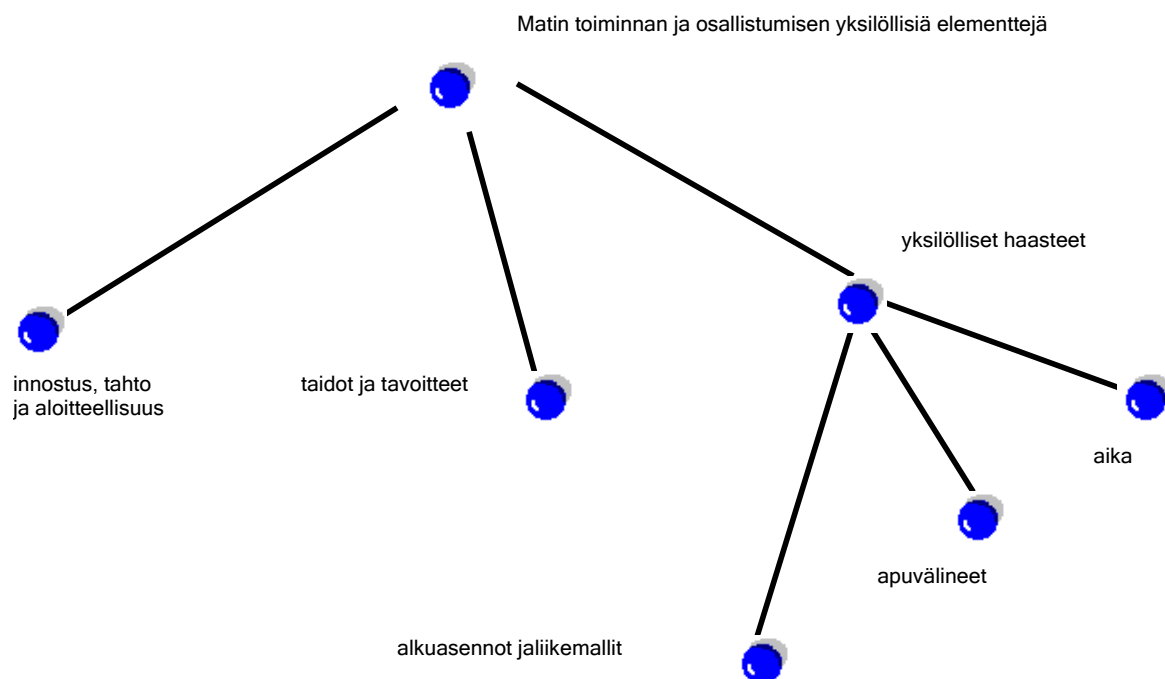 Matin toiminnan ja osallistumisen yksilöllisiä elementtejä
yksilölliset haasteet
innostus, tahto
ja aloitteellisuus
taidot ja tavoitteet
aika
apuvälineet
alkuasennot jaliikemallit